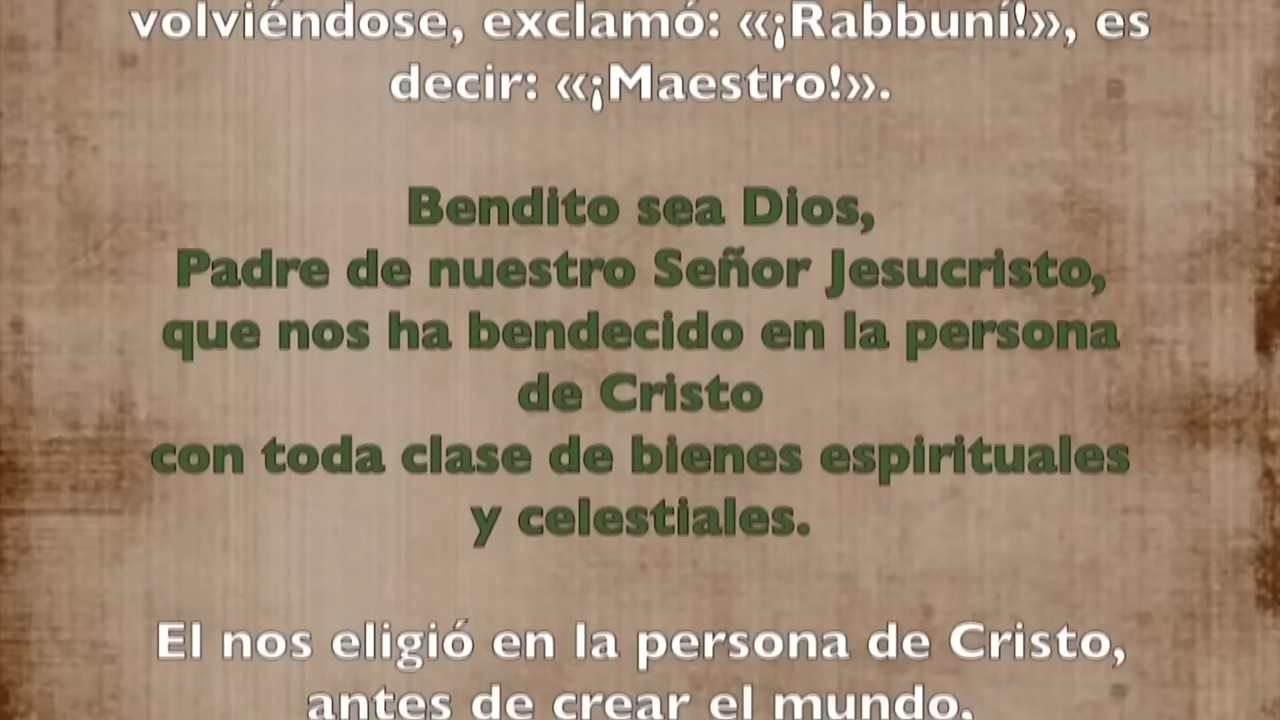 volviéndose, exclamó: «¡Rabbuní!», es
decir: «¡Maestro!».
Bendito sea Dios,
Padre de nuestro Señor Jesucristo,
que nos ha bendecido en la persona
de Cristo
con toda clase de bienes espirituales
y celestiales.
El nos eligió en la persona de Cristo,
antes de crear el mundo,